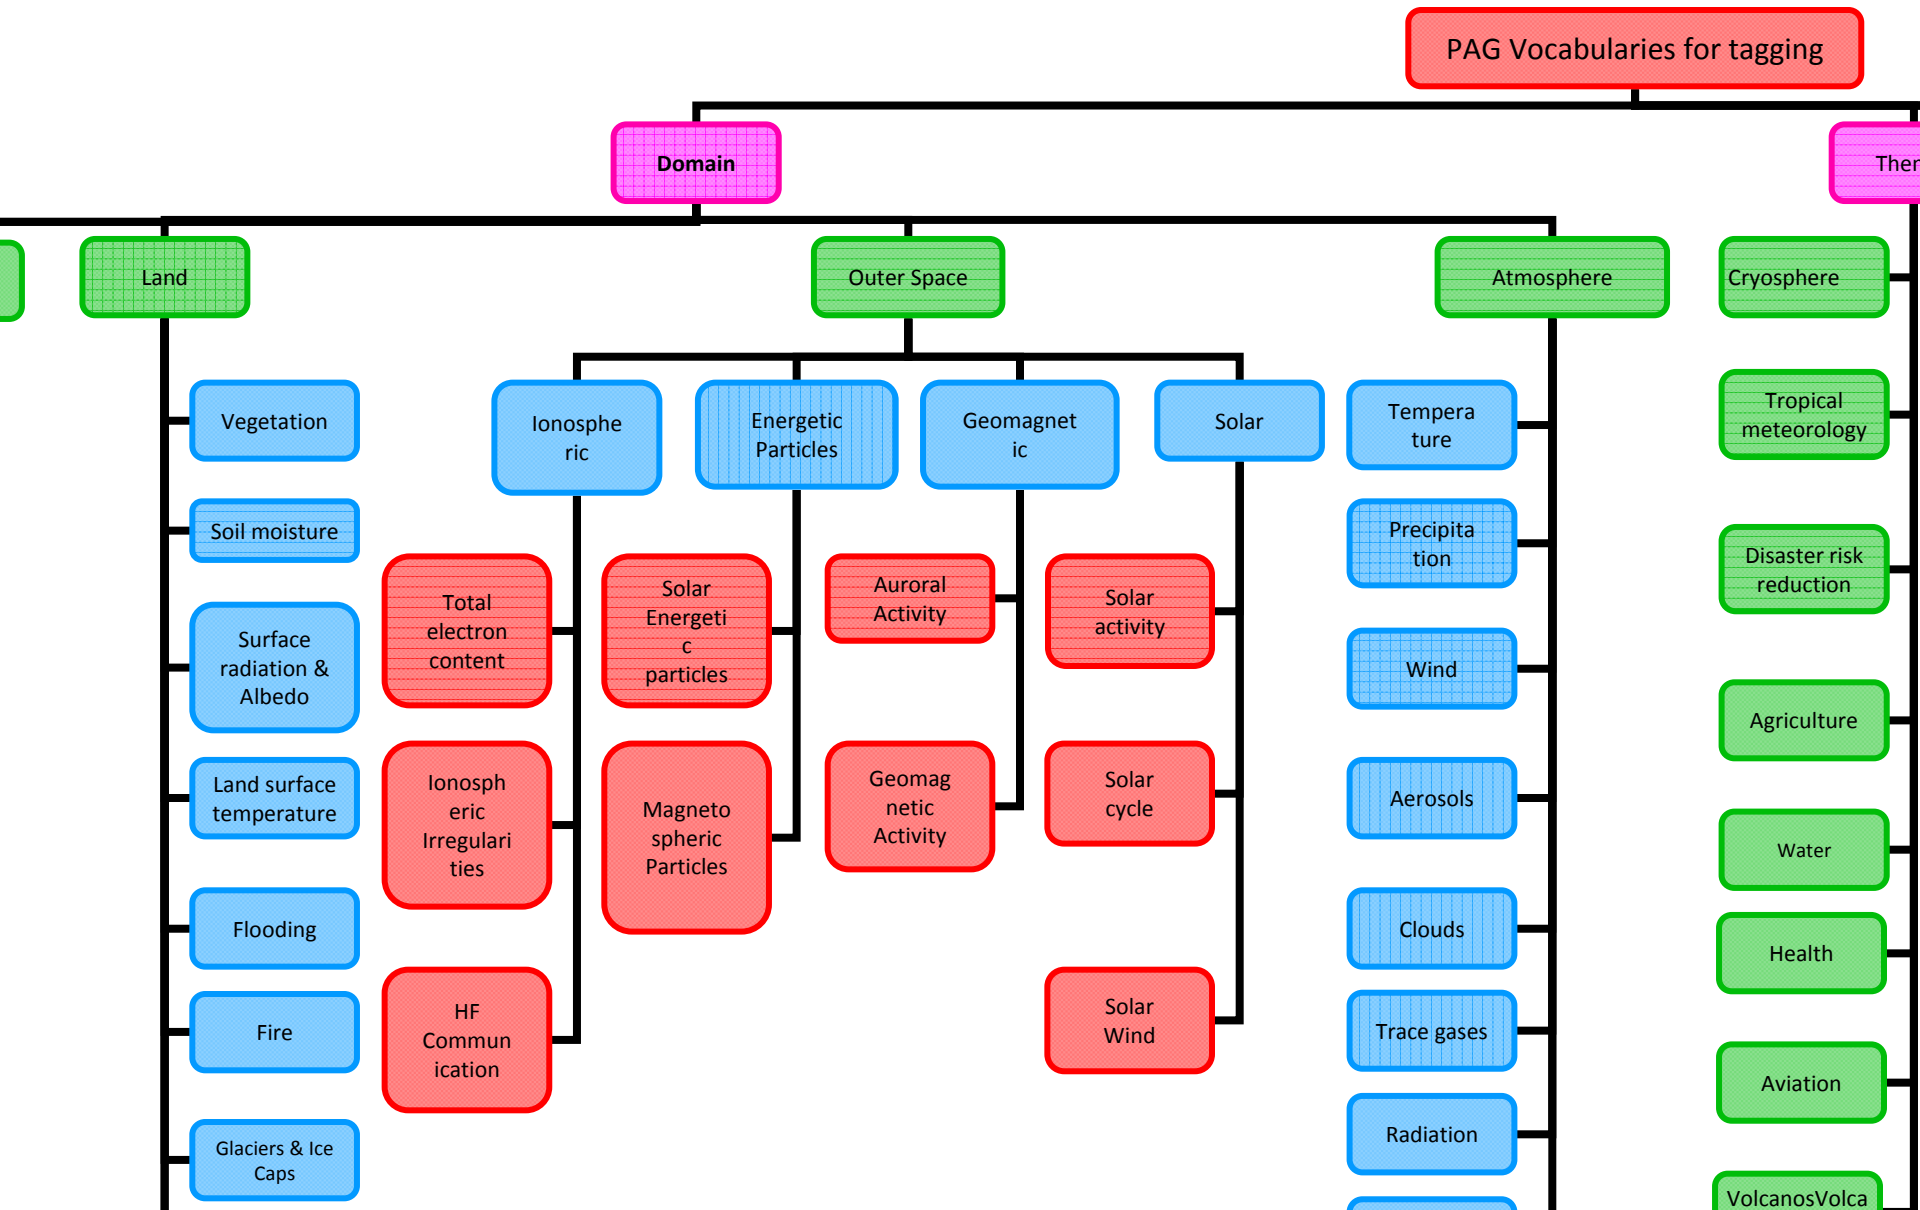 PAG Vocabularies for tagging
Domain
Ther
Land
Outer Space
Atmosphere
Cryosphere
Vegetation
Soil moisture
Surface
radiation &
Albedo
Land surface
temperature
Flooding
Fire
Glaciers & Ice
Caps
Ionosphe
ric
Total
electron
content
Ionosph
eric
Irregulari
ties
HF
Commun
ication
Energetic
Particles
Solar
Energeti
c
particles
Magneto
spheric
Particles
Geomagnet
ic
Auroral
Activity
Geomag
netic
Activity
Solar
Solar
activity
Solar
cycle
Solar
Wind
Tempera
ture
Precipita
tion
Wind
Aerosols
Clouds
Trace gases
Radiation
Tropical
meteorology
Disaster risk
reduction
Agriculture
Water
Health
Aviation
VolcanosVolca